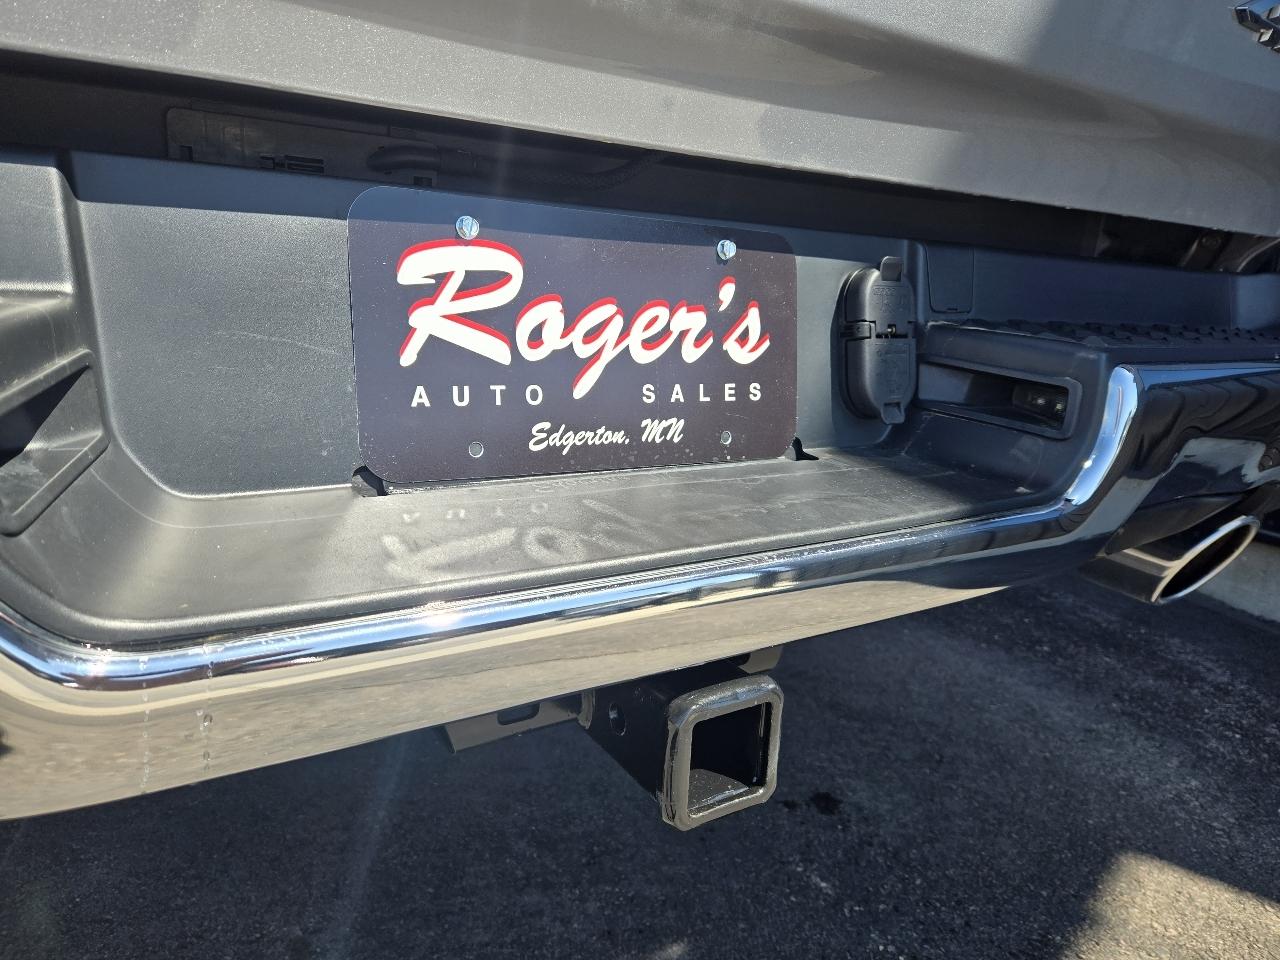 Roger's
AUTO SALES
Edgerton, MN